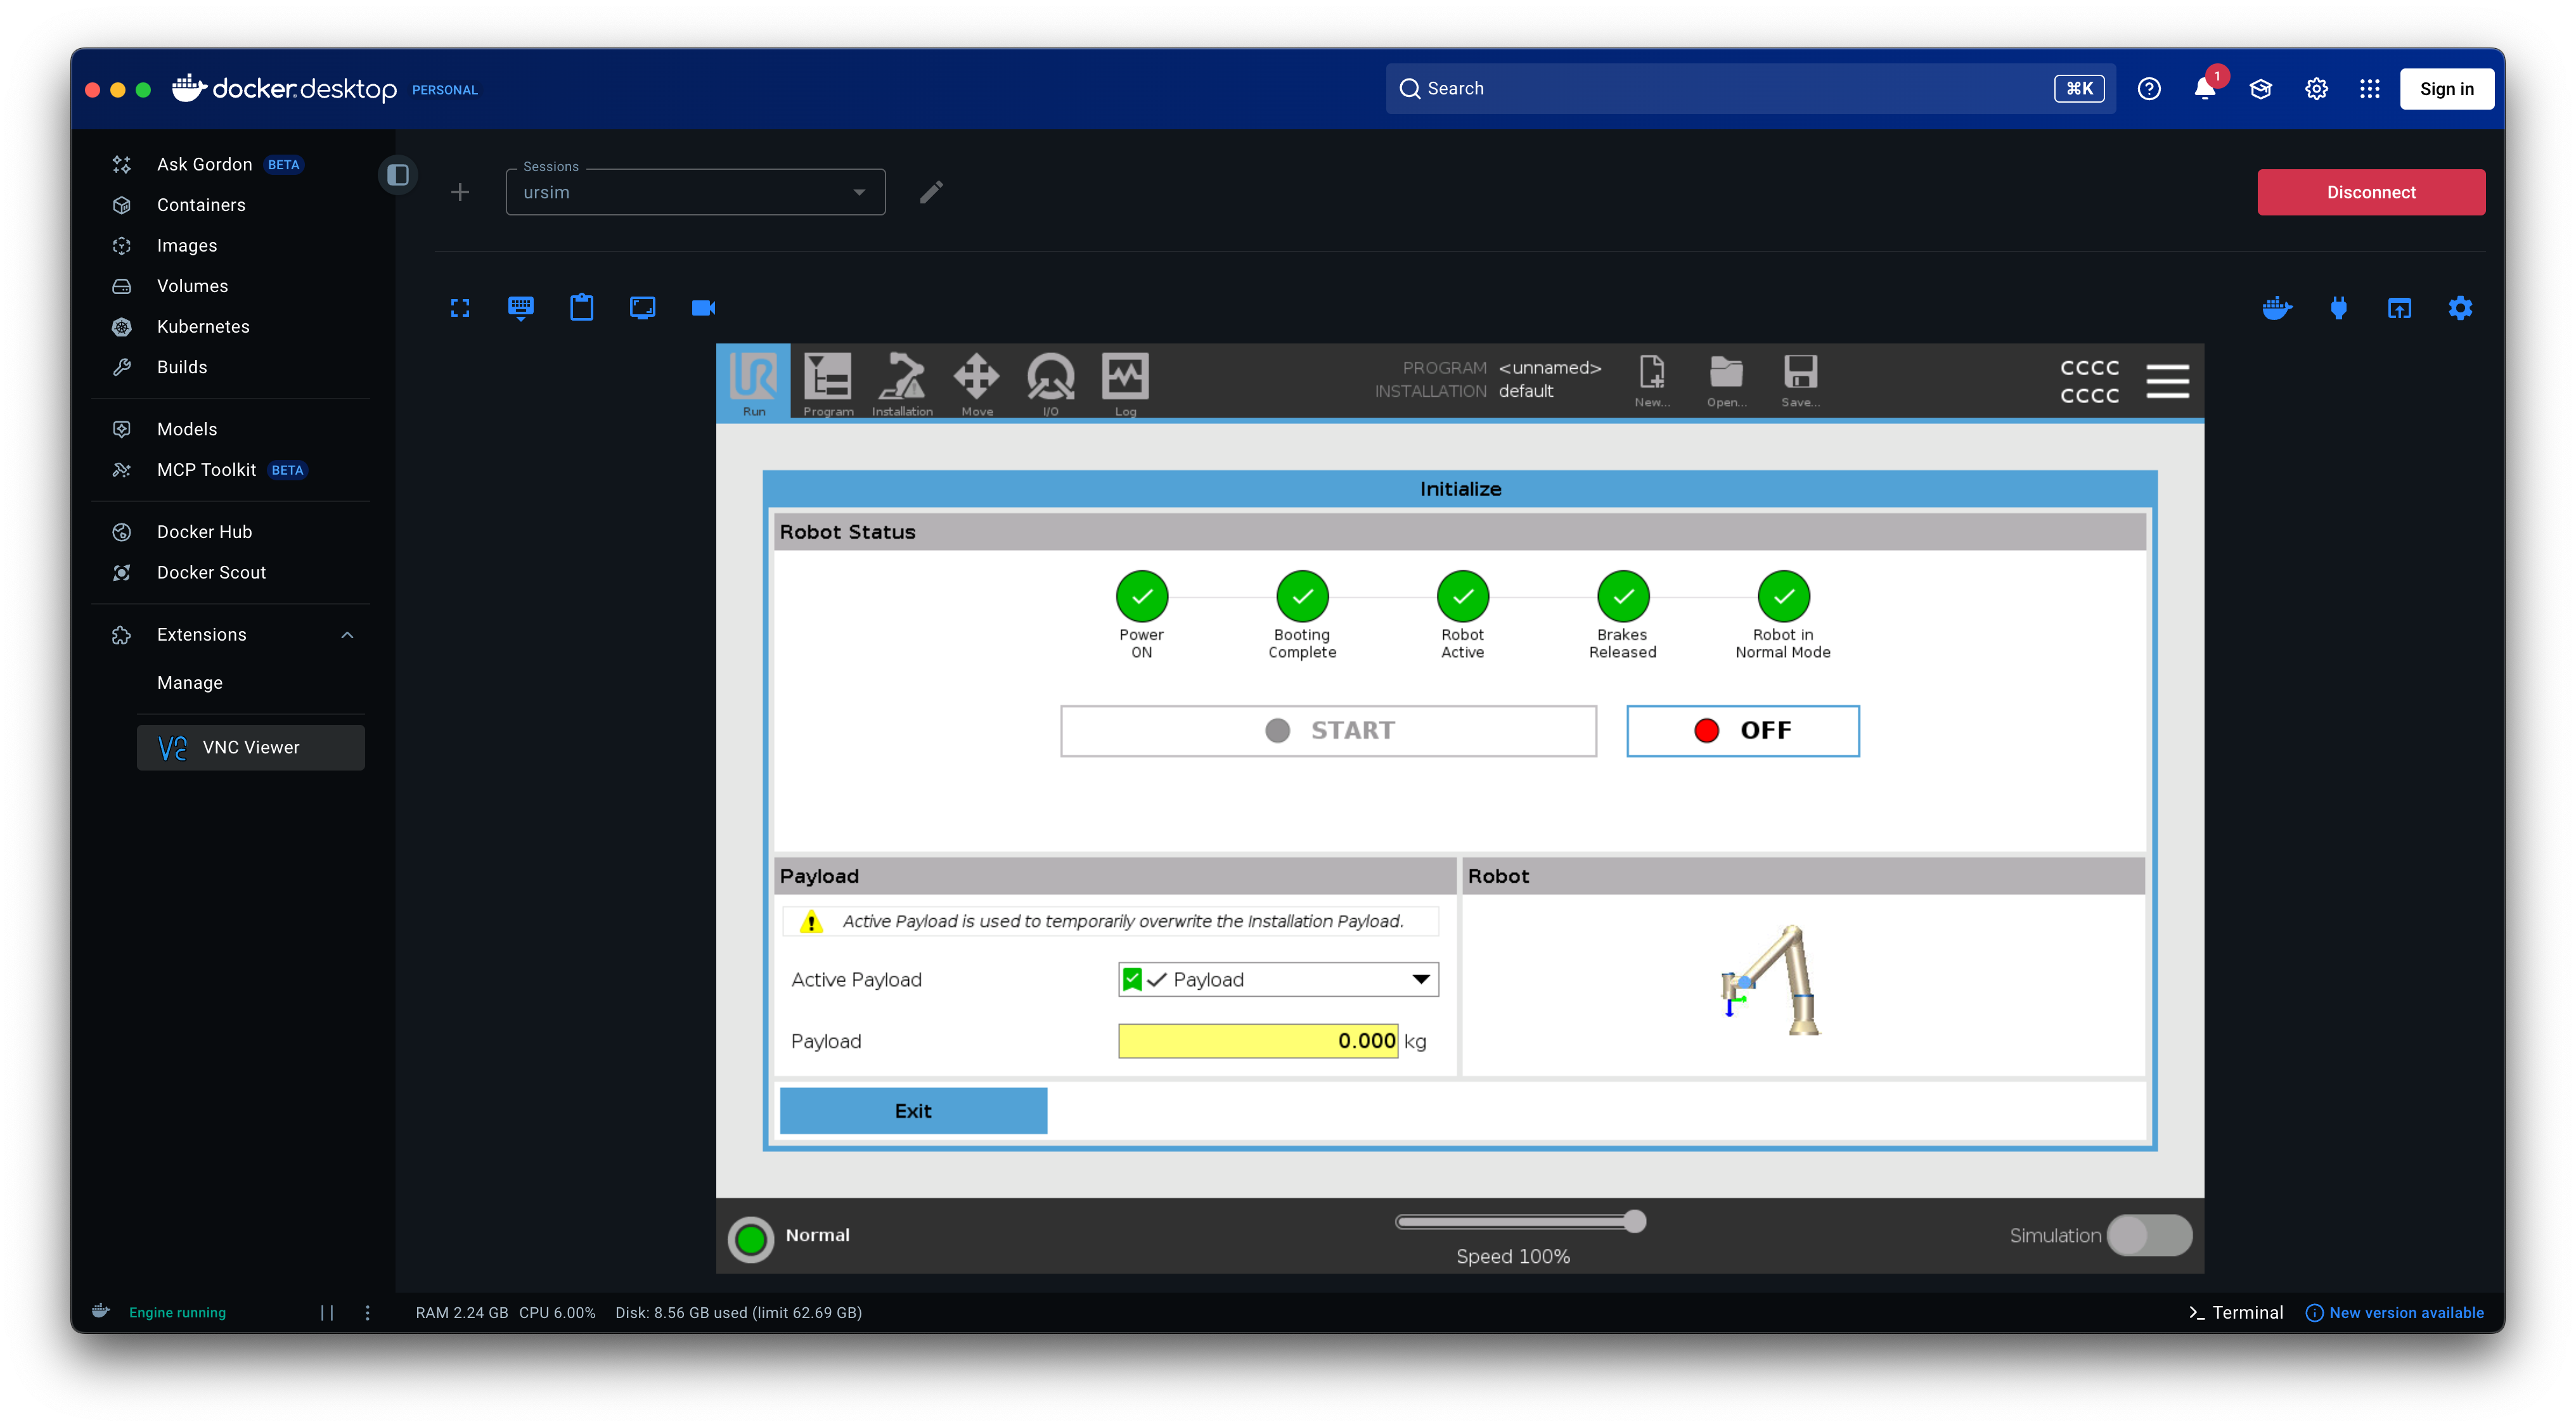 docker.desktop PERSONAL
Search
⌘K
1
Sign in
Ask Gordon BETA
Containers
Images
Volumes
Kubernetes
Builds
Models
MCP Toolkit BETA
Docker Hub
Docker Scout
Extensions
Manage
VNC Viewer
Sessions
ursim
Disconnect
Run
Program
Installation
Move
I/O
Log
PROGRAM <unnamed>
INSTALLATION default
New...
Open...
Save...
CCCC
CCCC
Initialize
Robot Status
Power
ON
Booting
Complete
Robot
Active
Brakes
Released
Robot in
Normal Mode
START
OFF
Payload
Active Payload is used to temporarily overwrite the Installation Payload.
Active Payload
Payload
Payload
0.000 kg
Robot
Exit
Normal
Speed 100%
Simulation
Engine running
RAM 2.24 GB CPU 6.00% Disk: 8.56 GB used (limit 62.69 GB)
Terminal
New version available